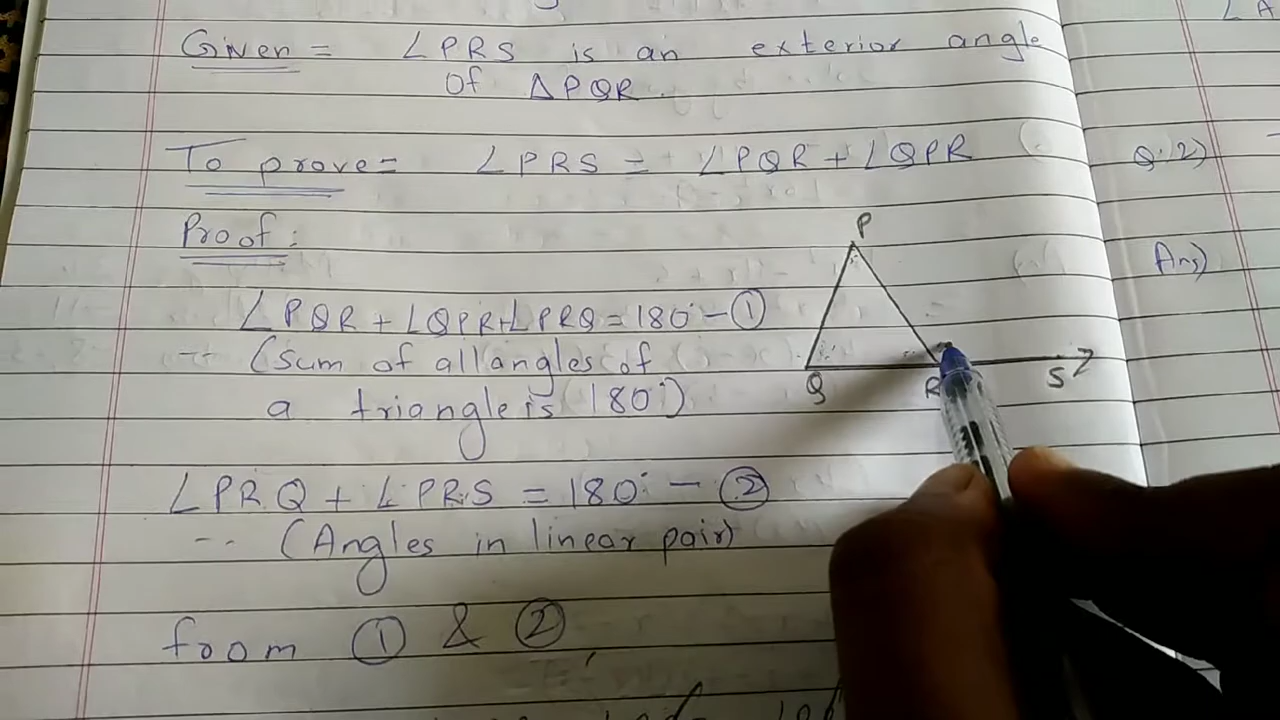 Given = ∠PRS is an exterior angle
of △PQR.
To prove = ∠PRS = ∠PQR + ∠QPR
Q.2)
Proof:
P
Ans)
∠PQR + ∠QPR + ∠PRQ = 180° - ①
(Sum of all angles of
a triangle is 180°)
Q R S
∠PRQ + ∠PRS = 180° - ②
-- (Angles in linear pair)
from ① & ②
∠A